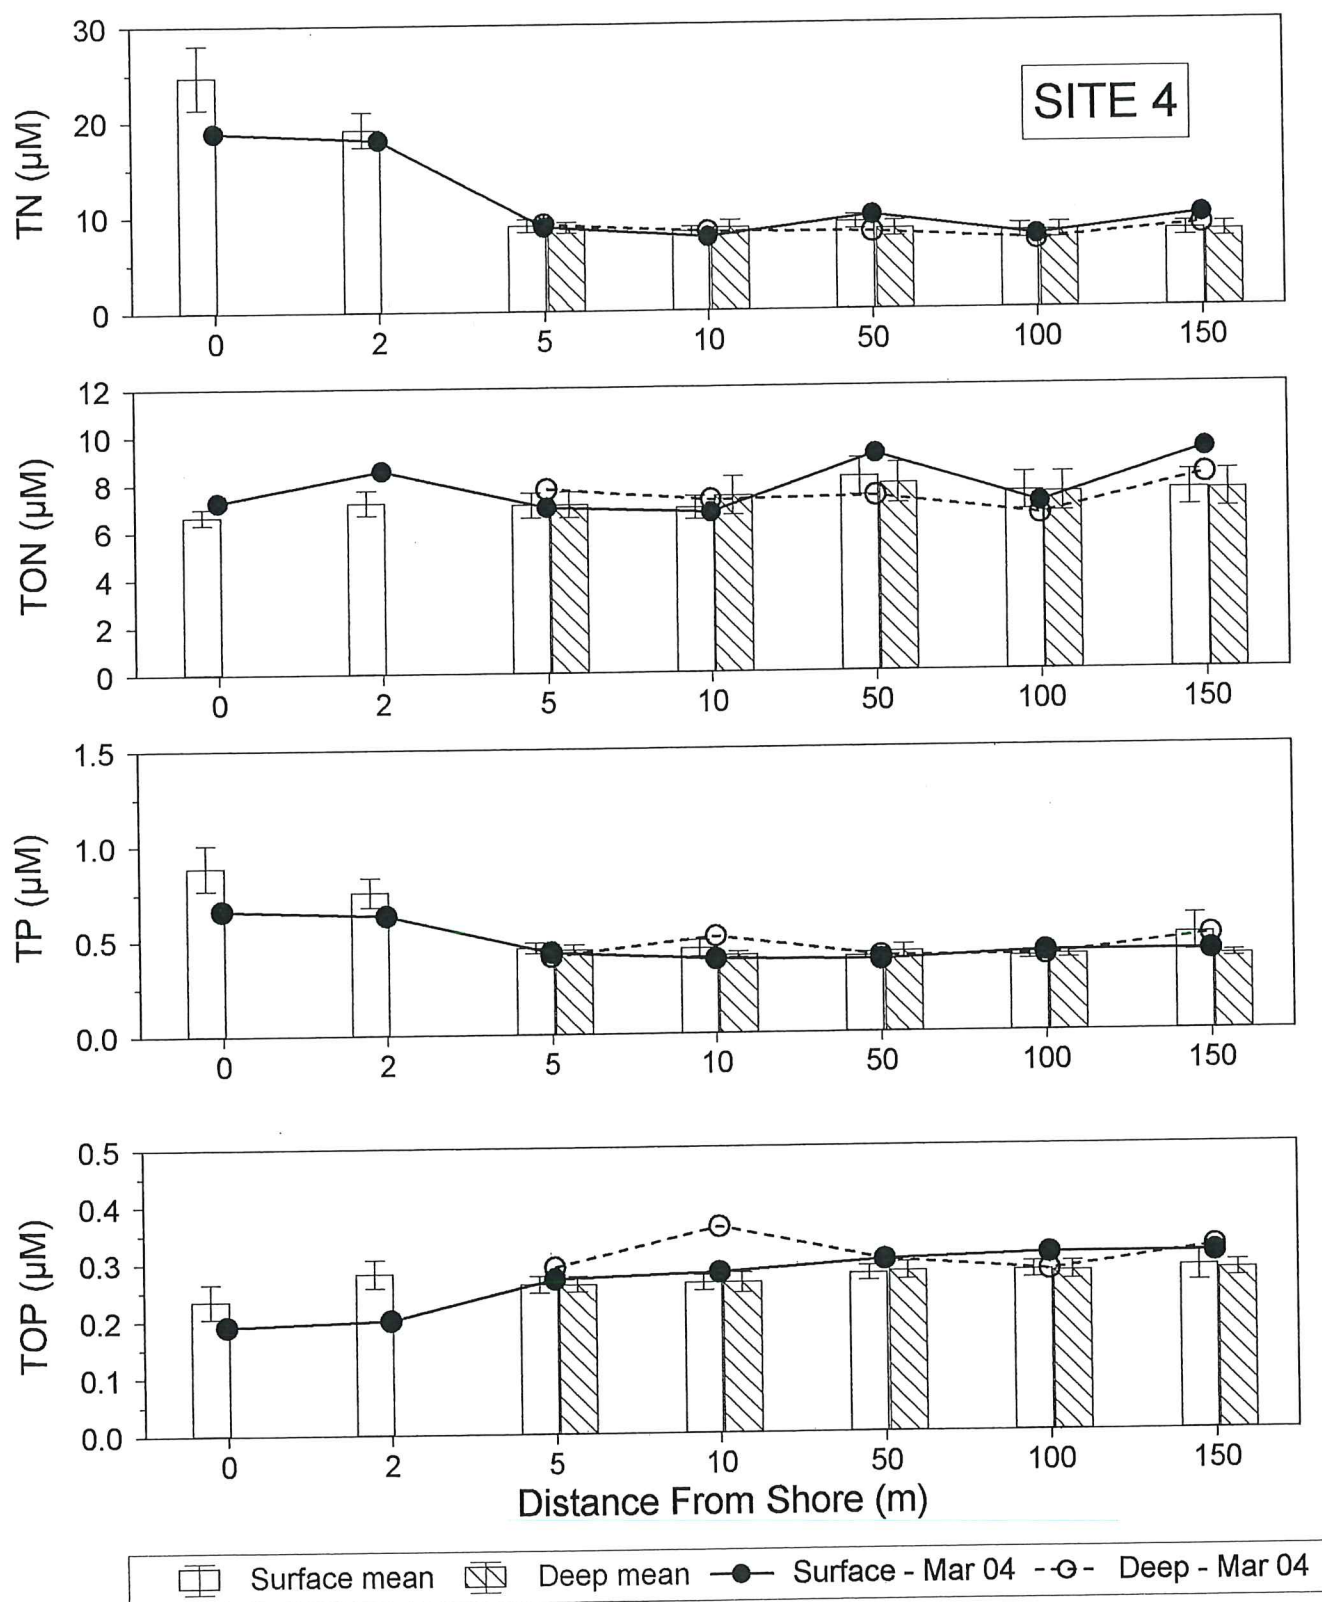 SITE 4
TN (µM)
30
20
10
0
0 2 5 10 50 100 150
TON (µM)
12
10
8
6
4
2
0
0 2 5 10 50 100 150
TP (µM)
1.5
1.0
0.5
0.0
0 2 5 10 50 100 150
TOP (µM)
0.5
0.4
0.3
0.2
0.1
0.0
0 2 5 10 50 100 150
Distance From Shore (m)
Surface mean Deep mean Surface - Mar 04 Deep - Mar 04